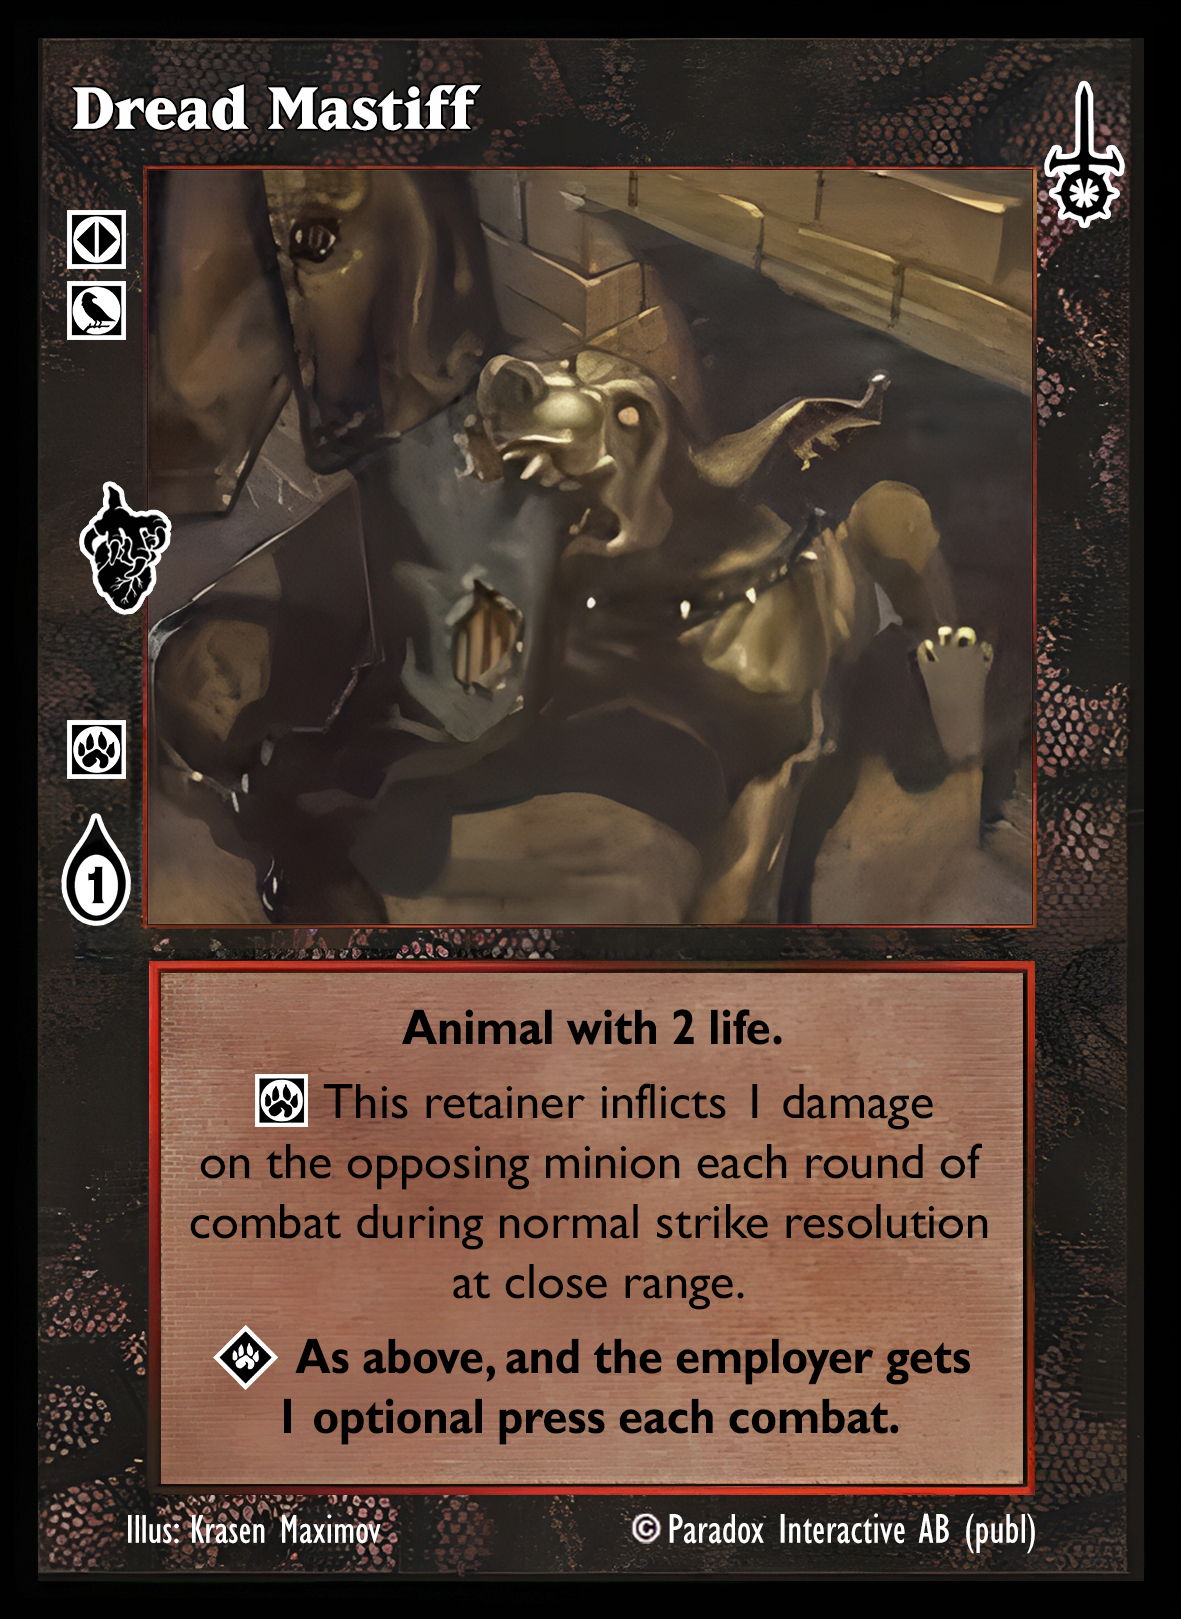 Dread Mastiff
1
Animal with 2 life.
This retainer inflicts 1 damage
on the opposing minion each round of
combat during normal strike resolution
at close range.
As above, and the employer gets
1 optional press each combat.
Illus: Krasen Maximov
© Paradox Interactive AB (publ)